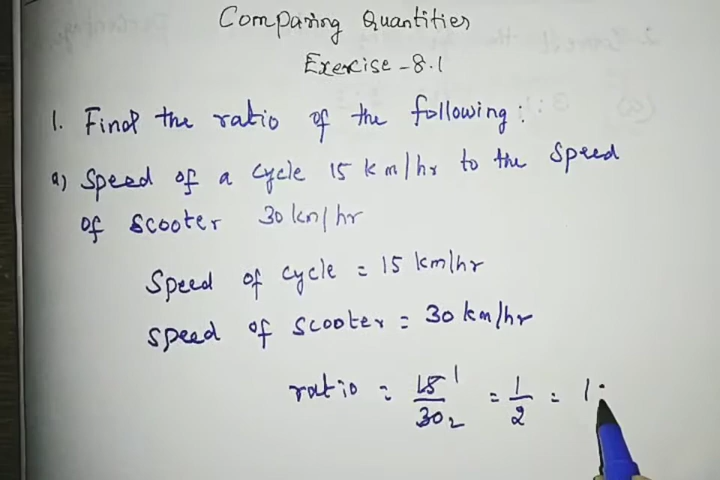 Comparing Quantities
Exercise - 8.1
1. Find the ratio of the following:
a) Speed of a cycle 15 km/hr to the speed
of scooter 30 km/hr
Speed of cycle = 15 km/hr
Speed of scooter = 30 km/hr
ratio = 15 1 / 30 2 = 1/2 = 1: